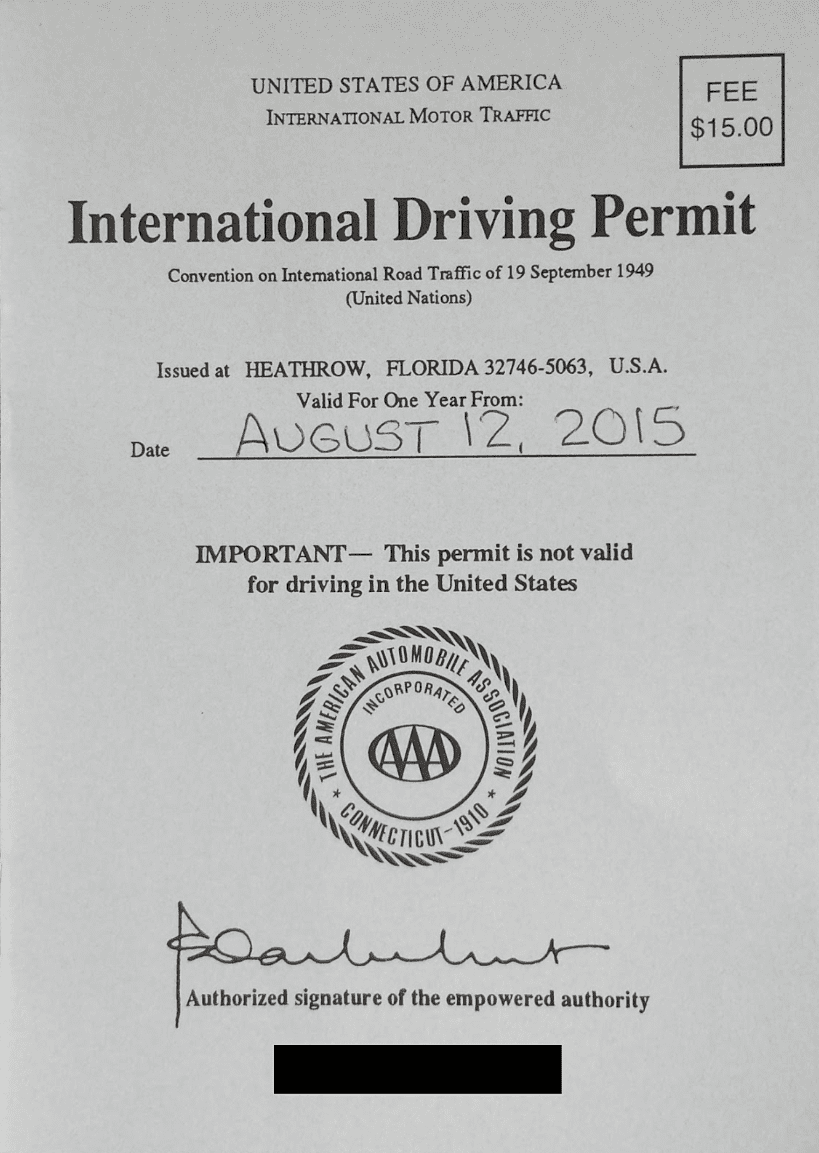 UNITED STATES OF AMERICA
INTERNATIONAL MOTOR TRAFFIC
FEE
$15.00
International Driving Permit
Convention on International Road Traffic of 19 September 1949
(United Nations)
Issued at HEATHROW, FLORIDA 32746-5063, U.S.A.
Valid For One Year From:
Date AUGUST 12, 2015
IMPORTANT— This permit is not valid
for driving in the United States
THE AMERICAN AUTOMOBILE ASSOCIATION
INCORPORATED
AAA
* CONNECTICUT-1910 *
Authorized signature of the empowered authority